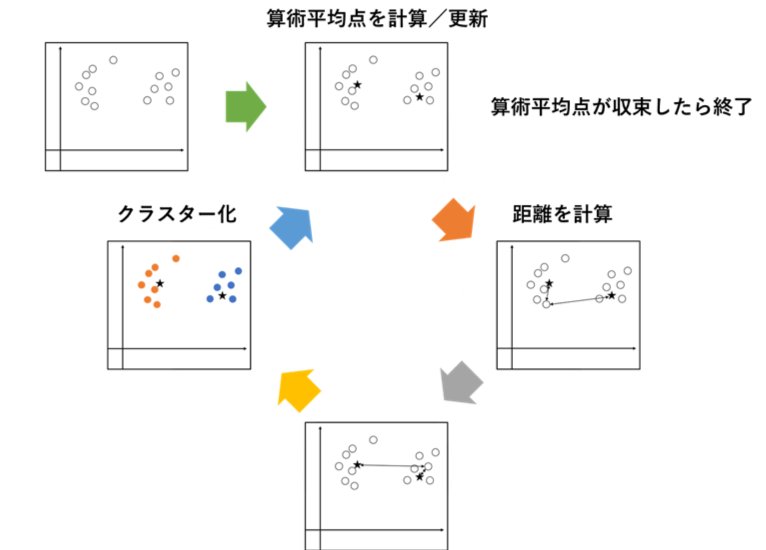 算術平均点を計算／更新
算術平均点が収束したら終了
クラスター化
距離を計算